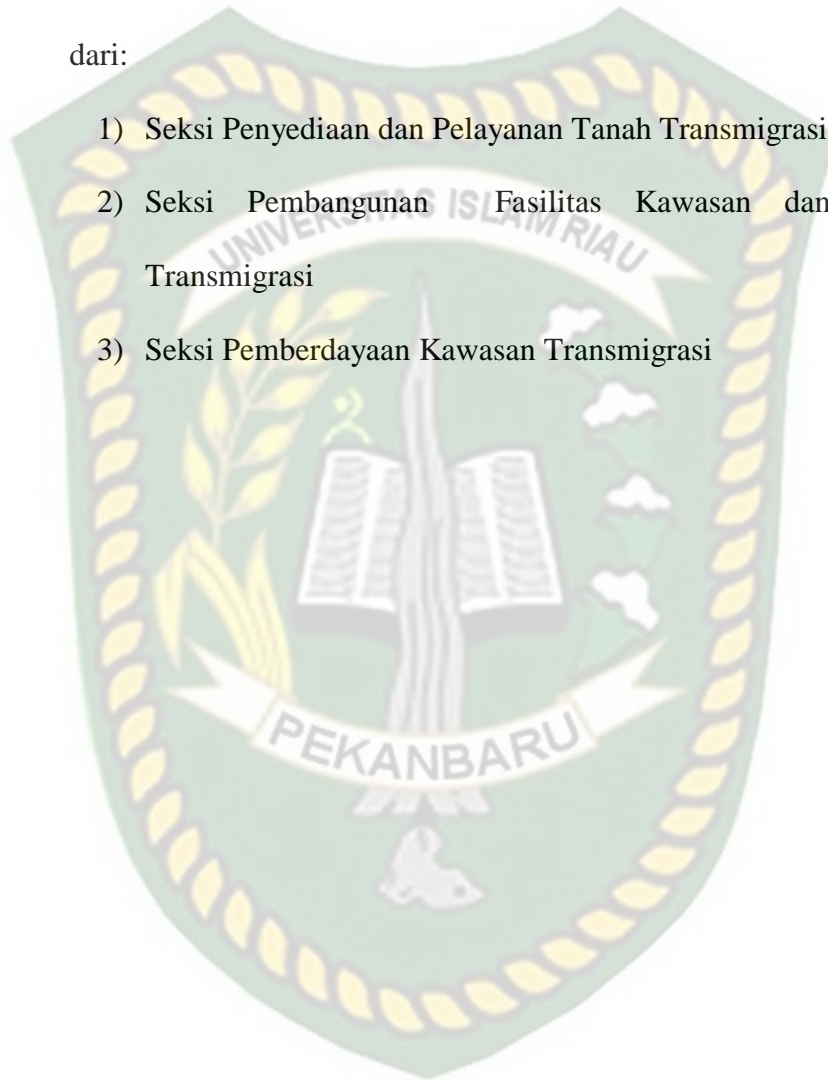 dari:
1) Seksi Penyediaan dan Pelayanan Tanah Transmigrasi
2) Seksi Pembangunan Fasilitas Kawasan dan
Transmigrasi
3) Seksi Pemberdayaan Kawasan Transmigrasi
UNIVERSITAS ISLAM RIAU
PEKANBARU